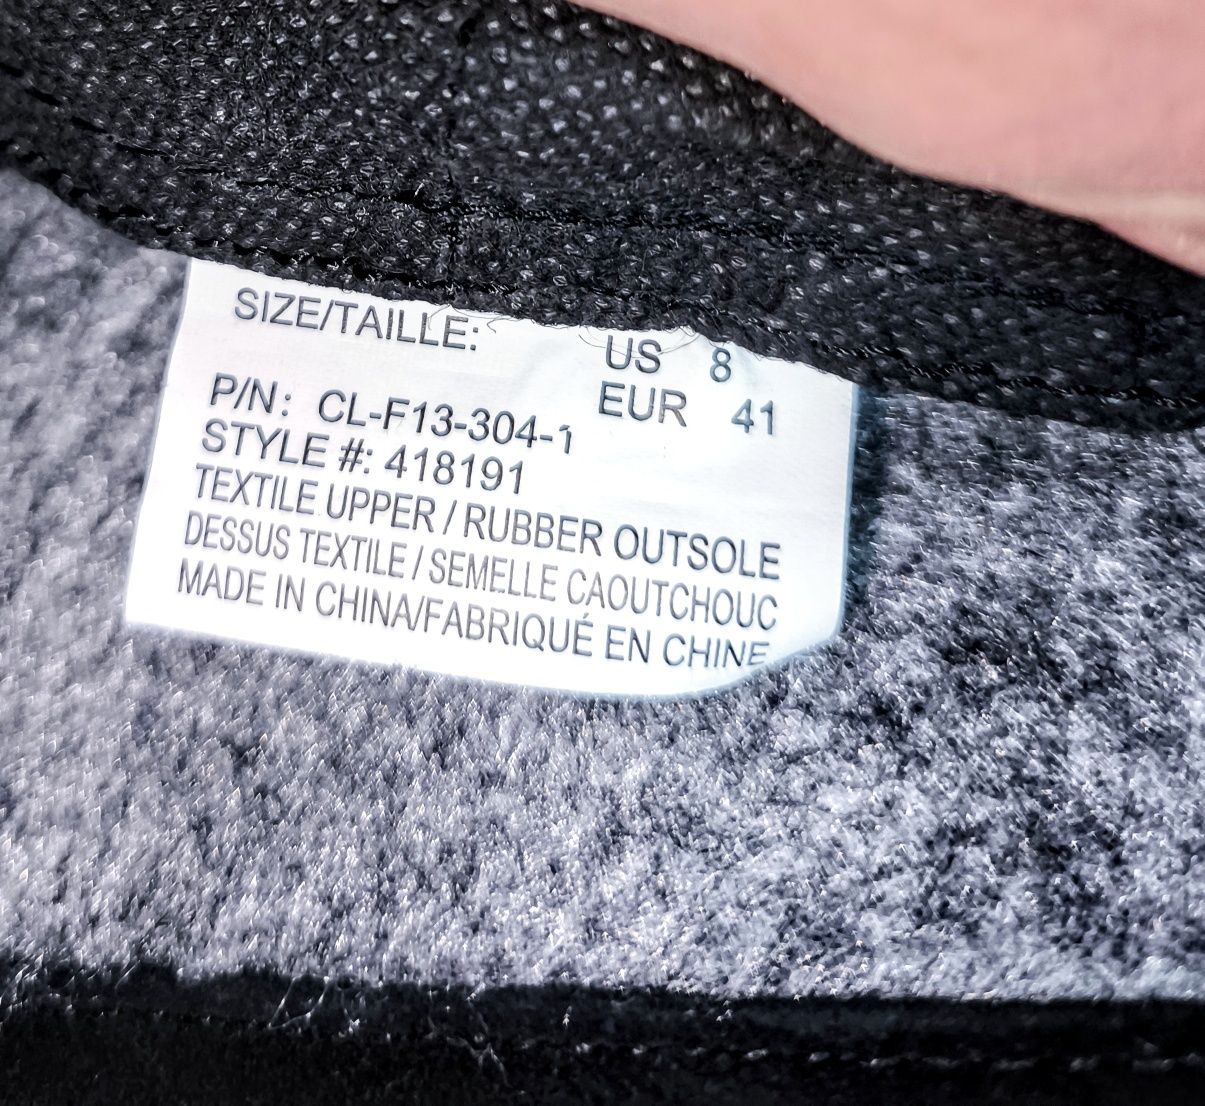 SIZE/TAILLE: US 8
EUR 41
P/N: CL-F13-304-1
STYLE #: 418191
TEXTILE UPPER / RUBBER OUTSOLE
DESSUS TEXTILE / SEMELLE CAOUTCHOUC
MADE IN CHINA/FABRIQUÉ EN CHINE